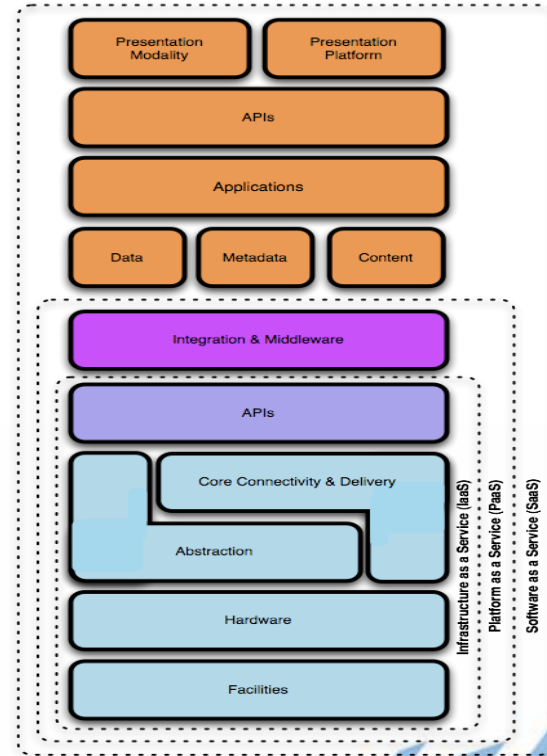 Presentation
Modality
Presentation
Platform
APIs
Applications
Data
Metadata
Content
Integration & Middleware
APIs
Core Connectivity & Delivery
Abstraction
Hardware
Facilities
Infrastructure as a Service (IaaS)
Platform as a Service (PaaS)
Software as a Service (SaaS)